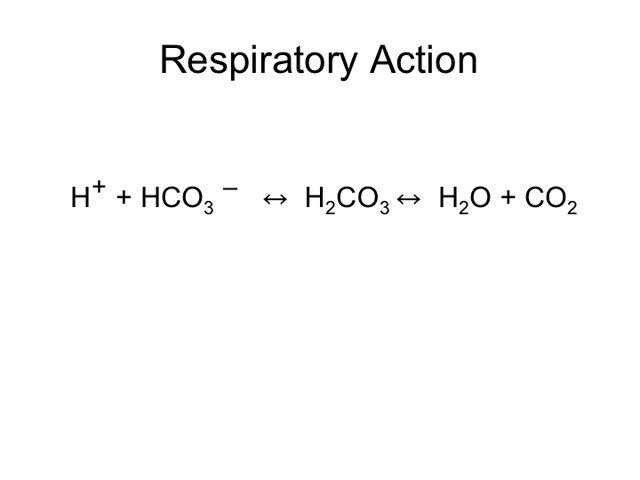 Respiratory Action
H⁺ + HCO₃⁻ ↔ H₂CO₃ ↔ H₂O + CO₂